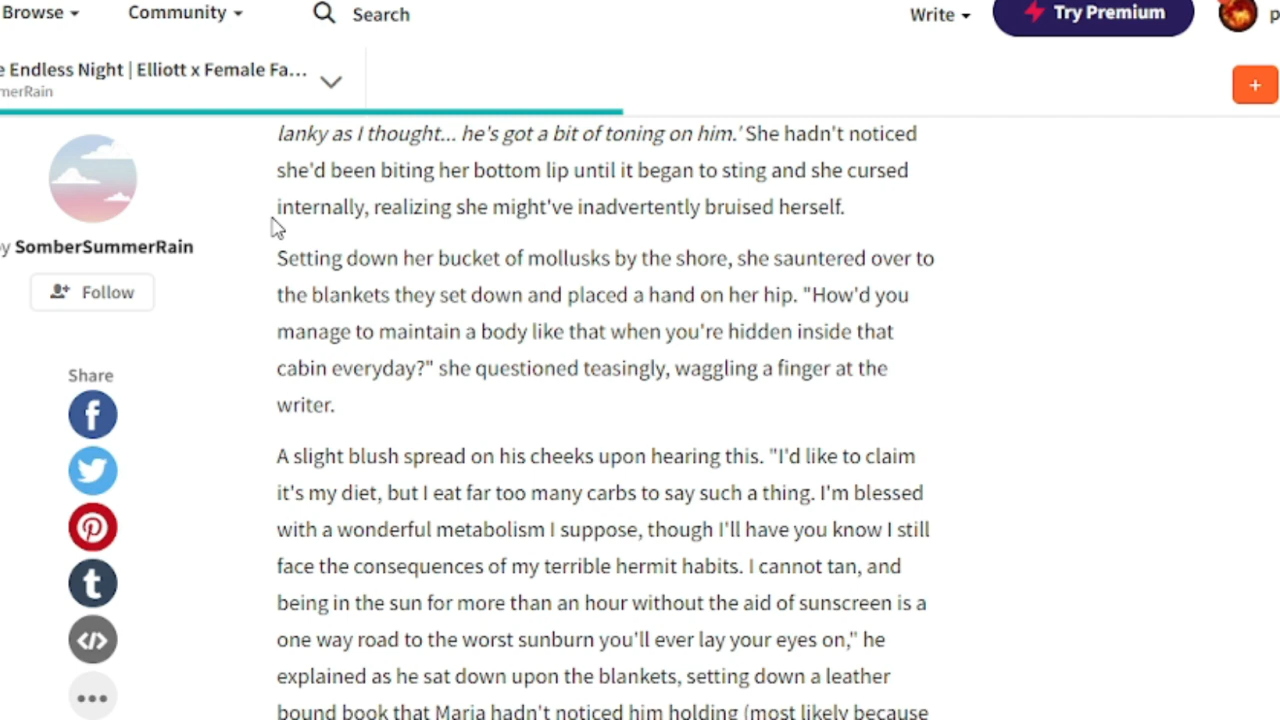 Browse
Community
Search
Write
Try Premium
p
e Endless Night | Elliott x Female Fa...
merRain
+
lanky as I thought... he's got a bit of toning on him.' She hadn't noticed
she'd been biting her bottom lip until it began to sting and she cursed
internally, realizing she might've inadvertently bruised herself.
y SomberSummerRain
Follow
Setting down her bucket of mollusks by the shore, she sauntered over to
the blankets they set down and placed a hand on her hip. "How'd you
manage to maintain a body like that when you're hidden inside that
cabin everyday?" she questioned teasingly, waggling a finger at the
writer.
Share
f
t
</>
A slight blush spread on his cheeks upon hearing this. "I'd like to claim
it's my diet, but I eat far too many carbs to say such a thing. I'm blessed
with a wonderful metabolism I suppose, though I'll have you know I still
face the consequences of my terrible hermit habits. I cannot tan, and
being in the sun for more than an hour without the aid of sunscreen is a
one way road to the worst sunburn you'll ever lay your eyes on," he
explained as he sat down upon the blankets, setting down a leather
bound book that Maria hadn't noticed him holding (most likely because